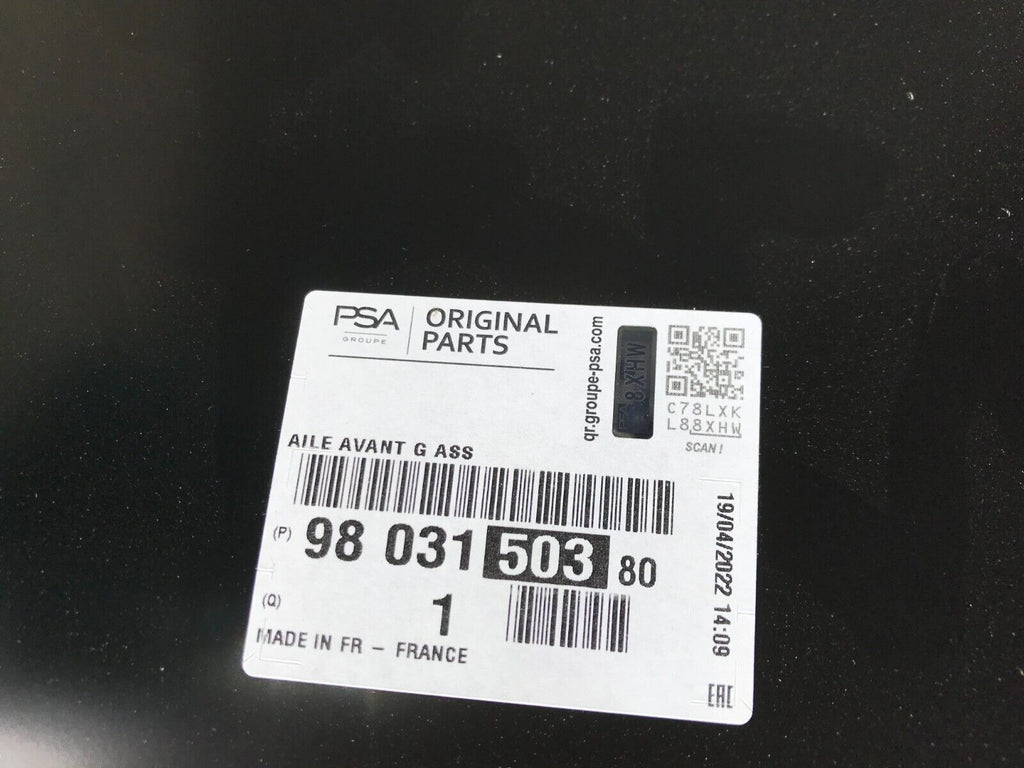 PSA
GROUPE
ORIGINAL
PARTS
qr.groupe-psa.com
C78LXK
L88XHW
SCAN!
AILE AVANT G ASS
(P) 98 031 503 80
(Q) 1
MADE IN FR - FRANCE
19/04/2022 14:09
EAC